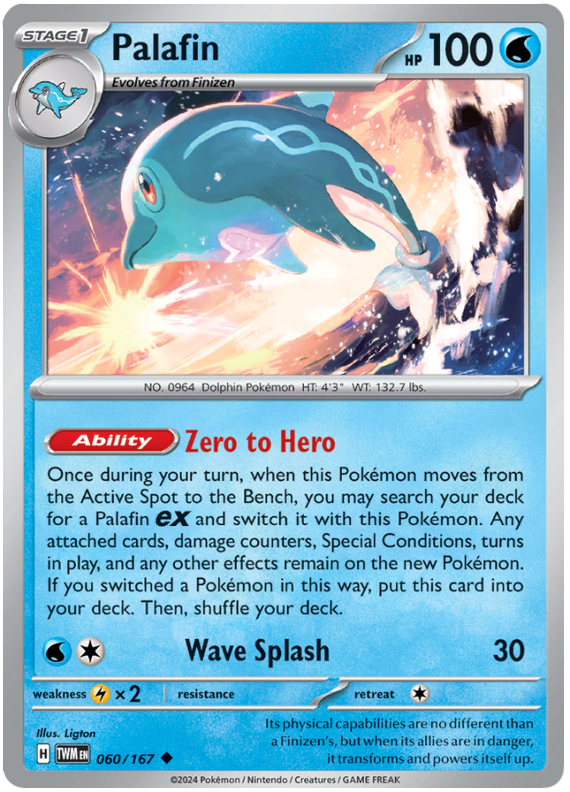 STAGE1
Palafin
HP 100
Evolves from Finizen
NO. 0964 Dolphin Pokémon HT: 4'3" WT: 132.7 lbs.
Ability Zero to Hero
Once during your turn, when this Pokémon moves from
the Active Spot to the Bench, you may search your deck
for a Palafin ex and switch it with this Pokémon. Any
attached cards, damage counters, Special Conditions, turns
in play, and any other effects remain on the new Pokémon.
If you switched a Pokémon in this way, put this card into
your deck. Then, shuffle your deck.
Wave Splash 30
weakness ×2 resistance retreat
Illus. Ligton
H TWM EN 060/167
Its physical capabilities are no different than
a Finizen's, but when its allies are in danger,
it transforms and powers itself up.
©2024 Pokémon / Nintendo / Creatures / GAME FREAK